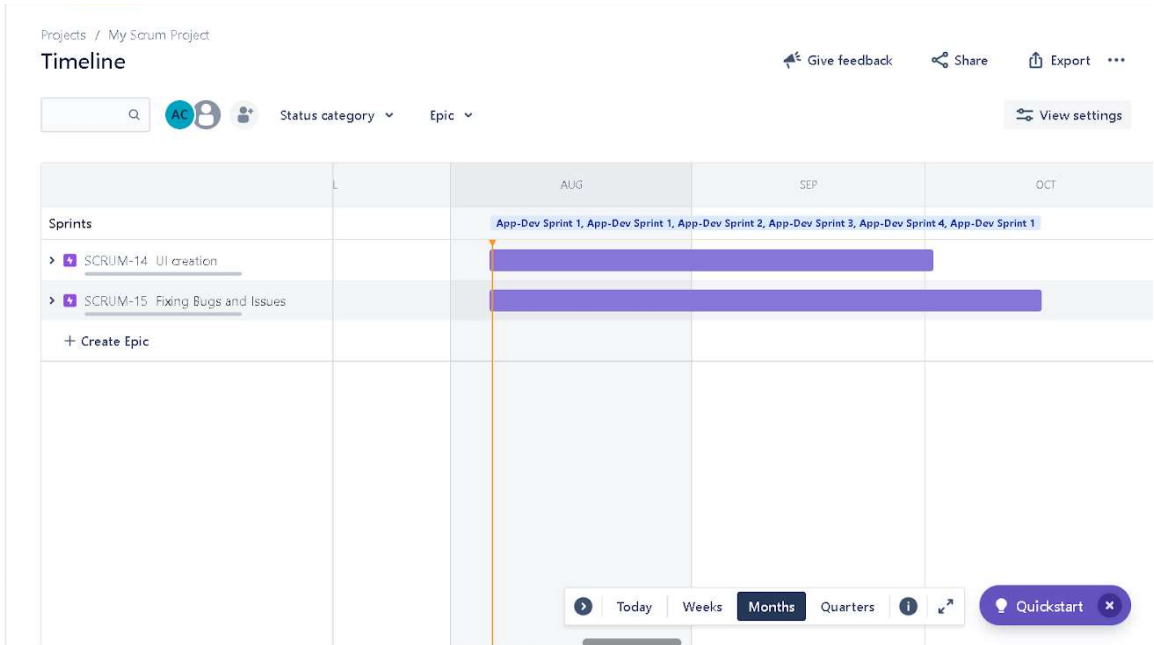 Projects / My Scrum Project
Timeline
Give feedback
Share
Export
AC
Status category
Epic
View settings
L
AUG
SEP
OCT
Sprints
App-Dev Sprint 1, App-Dev Sprint 1, App-Dev Sprint 2, App-Dev Sprint 3, App-Dev Sprint 4, App-Dev Sprint 1
SCRUM-14 UI creation
SCRUM-15 Fixing Bugs and Issues
+ Create Epic
Today
Weeks
Months
Quarters
Quickstart